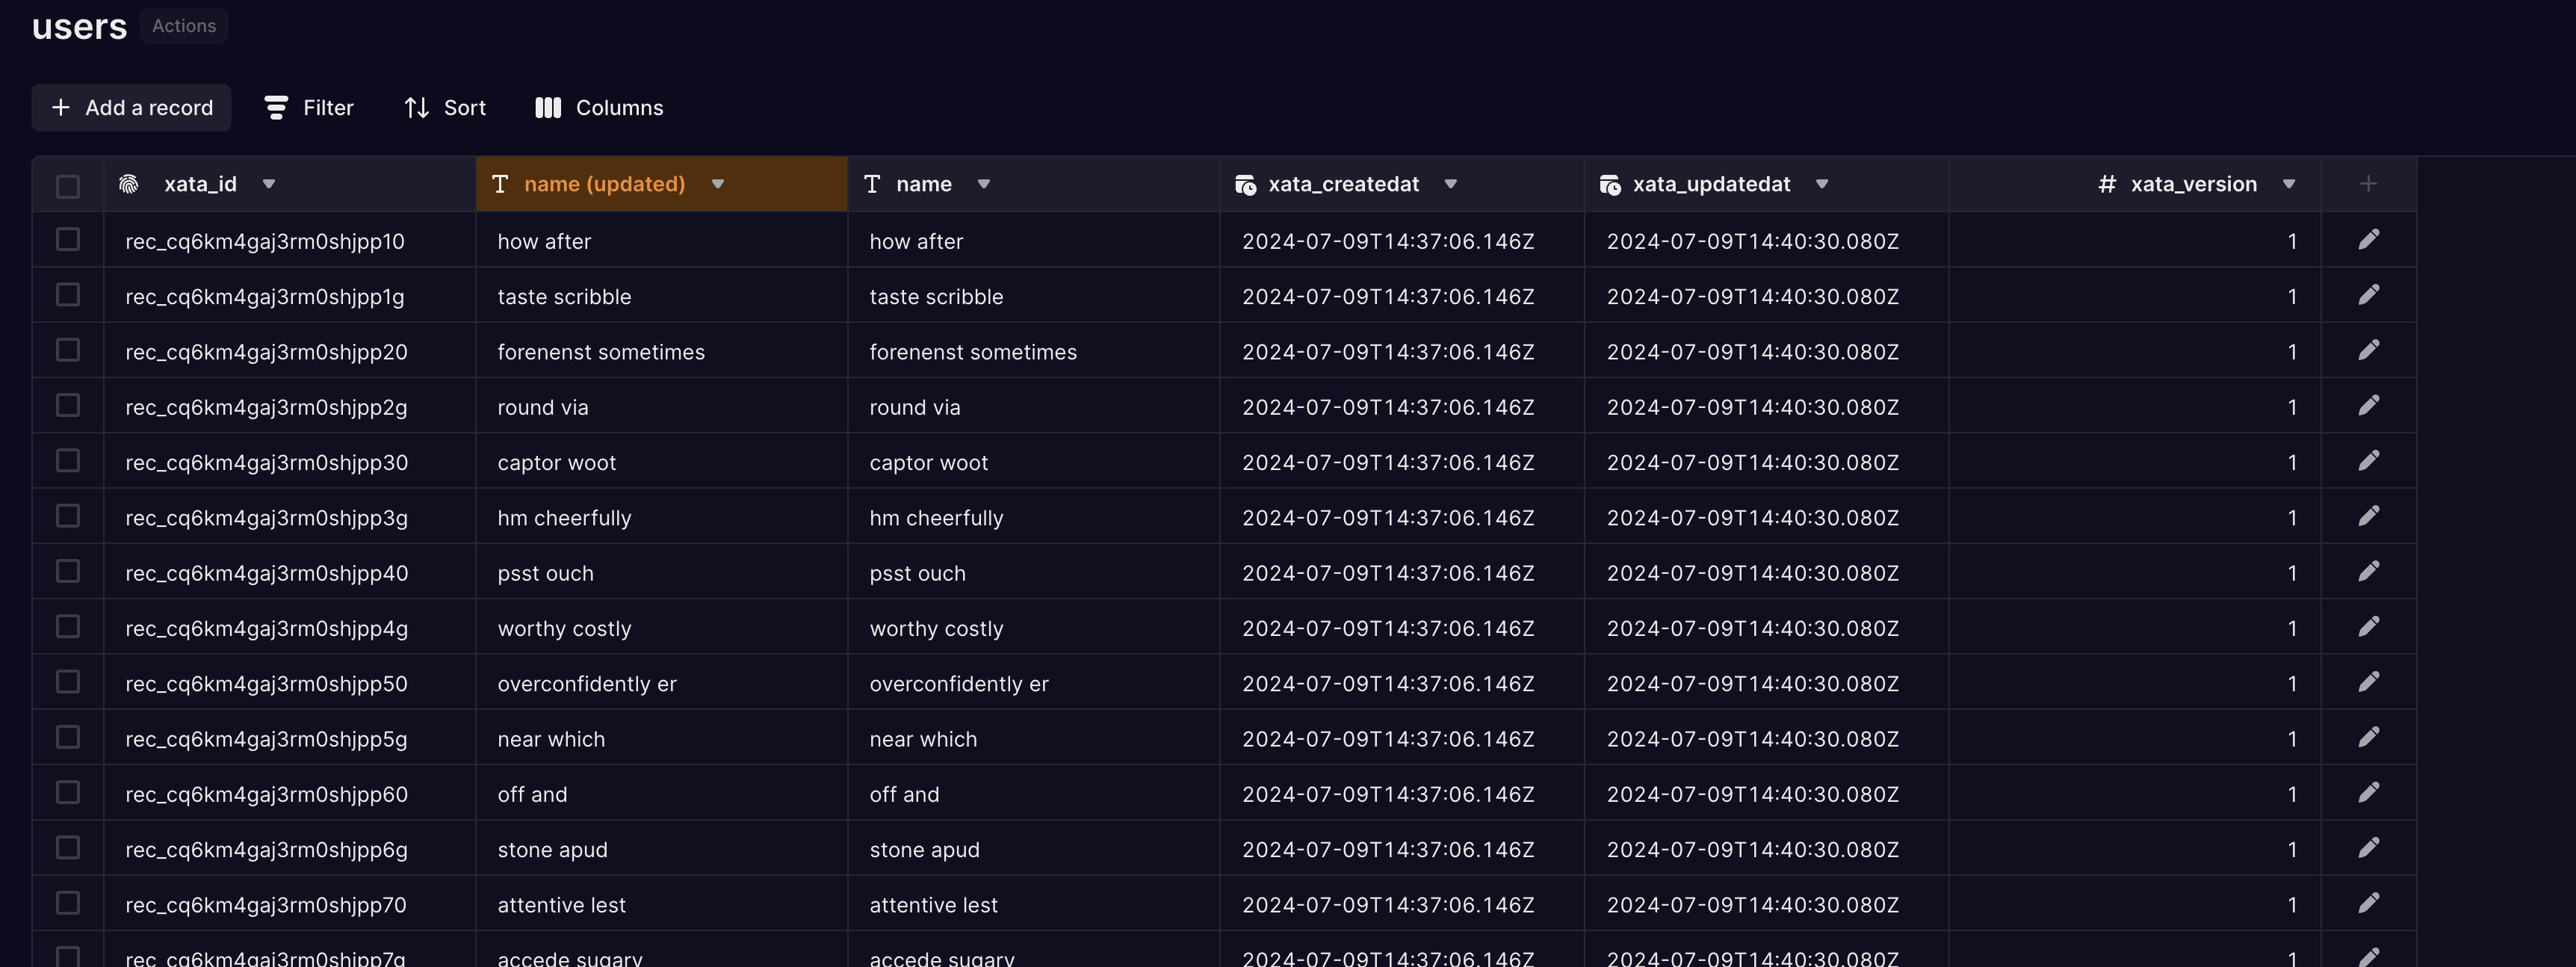 users Actions
+ Add a record Filter Sort Columns
xata_id name (updated) name xata_createdat xata_updatedat # xata_version +
rec_cq6km4gaj3rm0shjpp10 how after how after 2024-07-09T14:37:06.146Z 2024-07-09T14:40:30.080Z 1
rec_cq6km4gaj3rm0shjpp1g taste scribble taste scribble 2024-07-09T14:37:06.146Z 2024-07-09T14:40:30.080Z 1
rec_cq6km4gaj3rm0shjpp20 forenenst sometimes forenenst sometimes 2024-07-09T14:37:06.146Z 2024-07-09T14:40:30.080Z 1
rec_cq6km4gaj3rm0shjpp2g round via round via 2024-07-09T14:37:06.146Z 2024-07-09T14:40:30.080Z 1
rec_cq6km4gaj3rm0shjpp30 captor woot captor woot 2024-07-09T14:37:06.146Z 2024-07-09T14:40:30.080Z 1
rec_cq6km4gaj3rm0shjpp3g hm cheerfully hm cheerfully 2024-07-09T14:37:06.146Z 2024-07-09T14:40:30.080Z 1
rec_cq6km4gaj3rm0shjpp40 psst ouch psst ouch 2024-07-09T14:37:06.146Z 2024-07-09T14:40:30.080Z 1
rec_cq6km4gaj3rm0shjpp4g worthy costly worthy costly 2024-07-09T14:37:06.146Z 2024-07-09T14:40:30.080Z 1
rec_cq6km4gaj3rm0shjpp50 overconfidently er overconfidently er 2024-07-09T14:37:06.146Z 2024-07-09T14:40:30.080Z 1
rec_cq6km4gaj3rm0shjpp5g near which near which 2024-07-09T14:37:06.146Z 2024-07-09T14:40:30.080Z 1
rec_cq6km4gaj3rm0shjpp60 off and off and 2024-07-09T14:37:06.146Z 2024-07-09T14:40:30.080Z 1
rec_cq6km4gaj3rm0shjpp6g stone apud stone apud 2024-07-09T14:37:06.146Z 2024-07-09T14:40:30.080Z 1
rec_cq6km4gaj3rm0shjpp70 attentive lest attentive lest 2024-07-09T14:37:06.146Z 2024-07-09T14:40:30.080Z 1
rec_cq6km4gaj3rm0shjpp7g accede sugary accede sugary 2024-07-09T14:37:06.146Z 2024-07-09T14:40:30.080Z 1